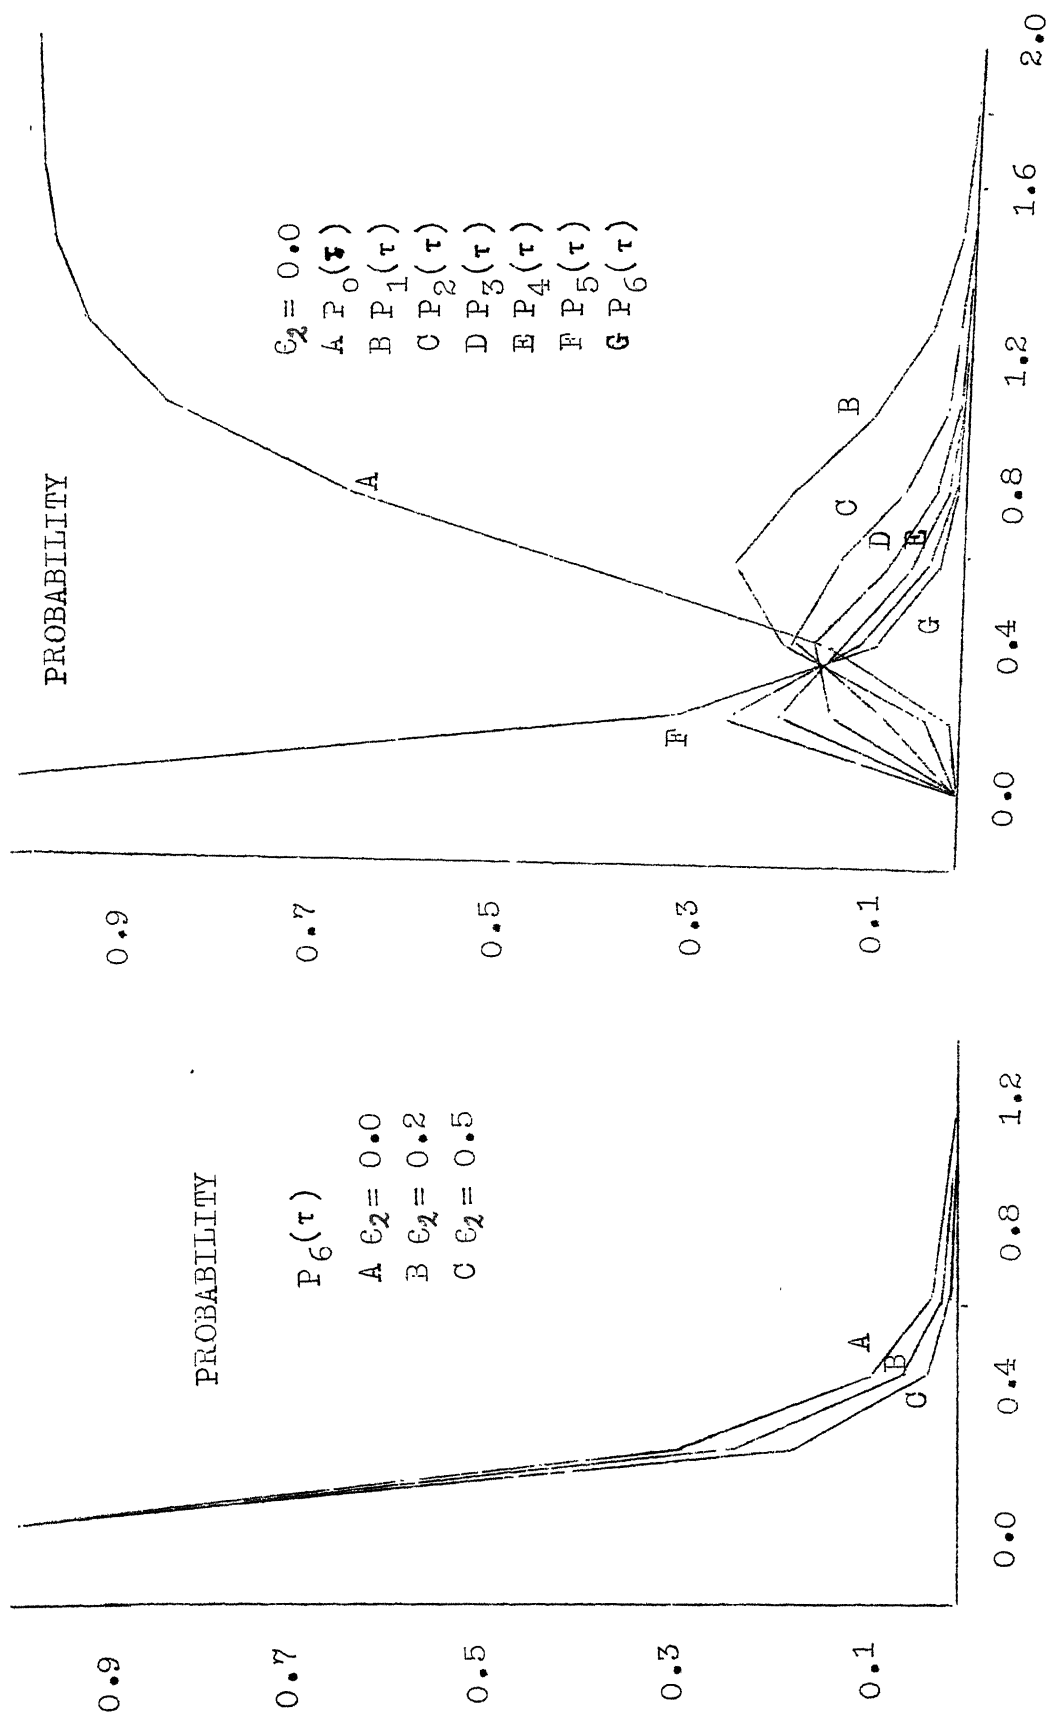 PROBABILITY
P6(τ)
A ϵ2= 0.0
B ϵ2= 0.2
C ϵ2= 0.5
0.9
0.7
0.5
0.3
0.1
A
B
C
0.0
0.4
0.8
1.2
PROBABILITY
ϵ2= 0.0
A P0(τ)
B P1(τ)
C P2(τ)
D P3(τ)
E P4(τ)
F P5(τ)
G P6(τ)
0.9
0.7
0.5
0.3
0.1
A
B
C
D
E
F
G
0.0
0.4
0.8
1.2
1.6
2.0